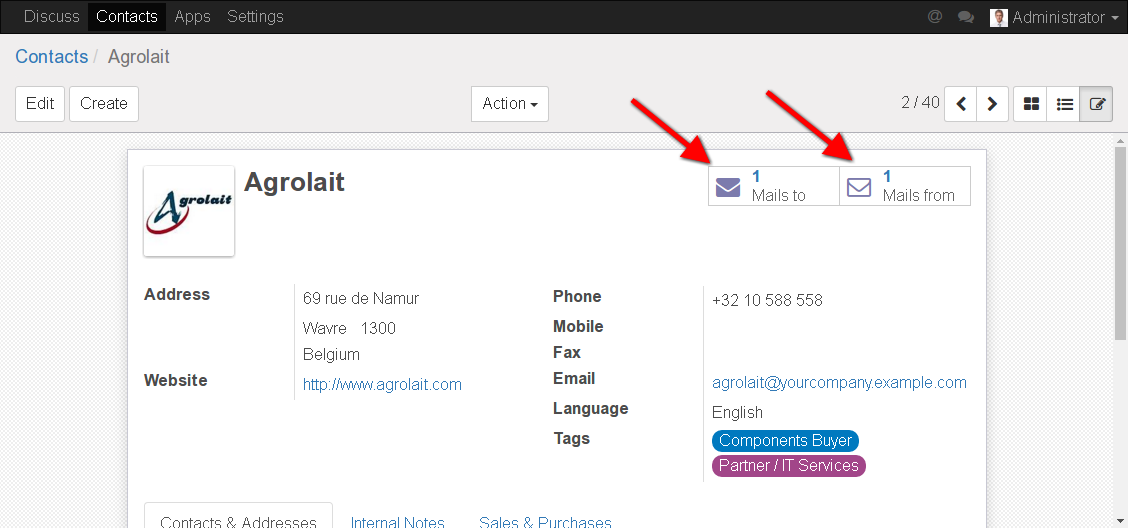 Discuss Contacts Apps Settings @ Administrator
Contacts / Agrolait
Edit Create Action 2 / 40
Agrolait
Agrolait
1 Mails to
1 Mails from
Address
69 rue de Namur
Wavre 1300
Belgium
Website http://www.agrolait.com
Phone +32 10 588 558
Mobile
Fax
Email agrolait@yourcompany.example.com
Language English
Tags Components Buyer
Partner / IT Services
Contacts & Addresses Internal Notes Sales & Purchases